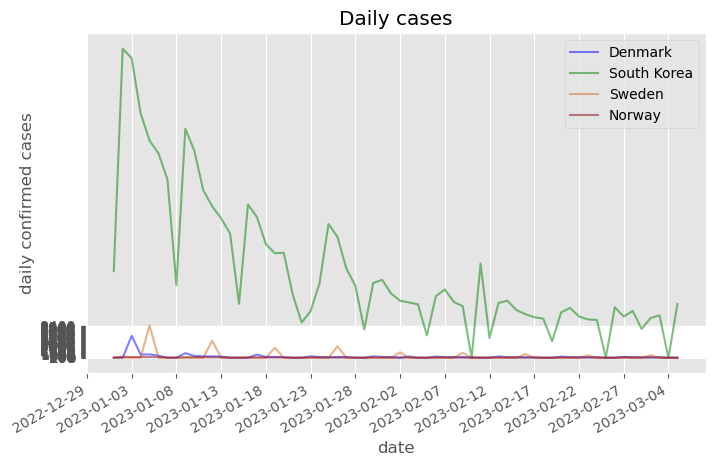 Daily cases
Denmark
South Korea
Sweden
Norway
daily confirmed cases
2022-12-29
2023-01-03
2023-01-08
2023-01-13
2023-01-18
2023-01-23
2023-01-28
2023-02-02
2023-02-07
2023-02-12
2023-02-17
2023-02-22
2023-02-27
2023-03-04
date